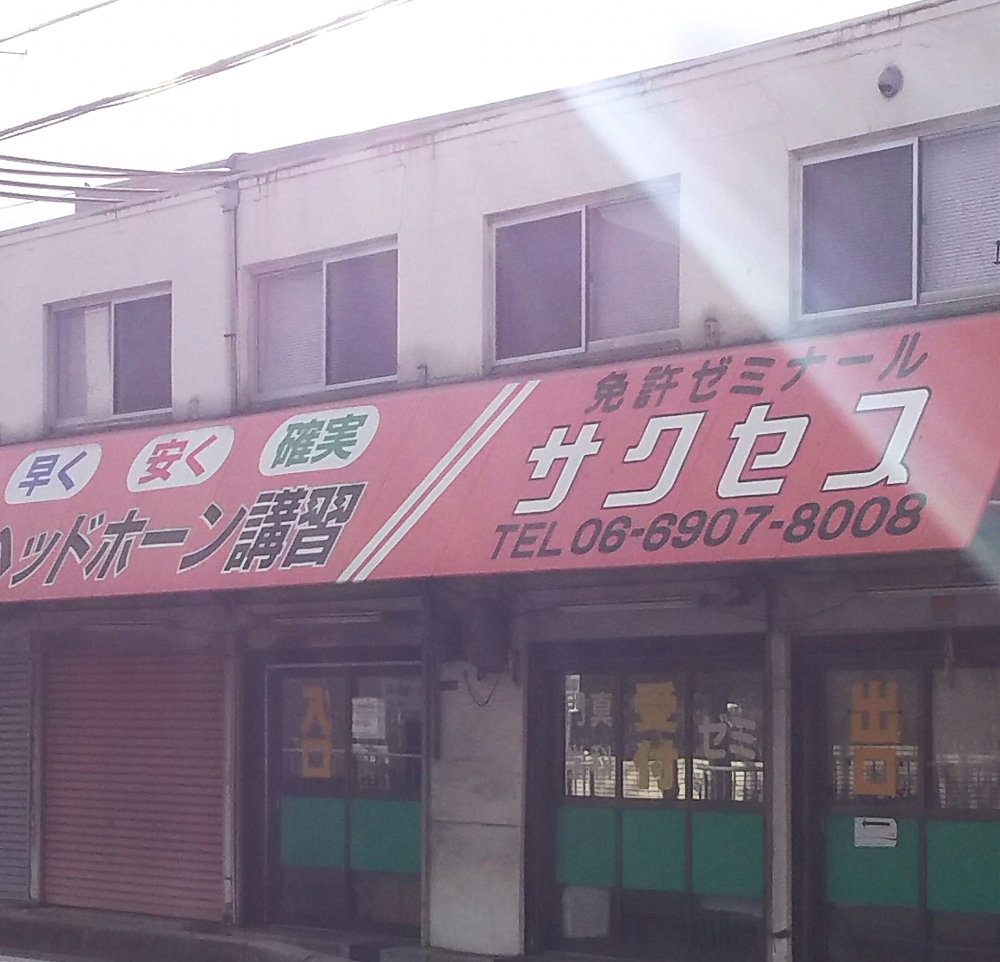 早く 安く 確実
ヘッドホーン講習
免許ゼミナール
サクセス
TEL 06-6907-8008
入口
受付
ゼミ
出口